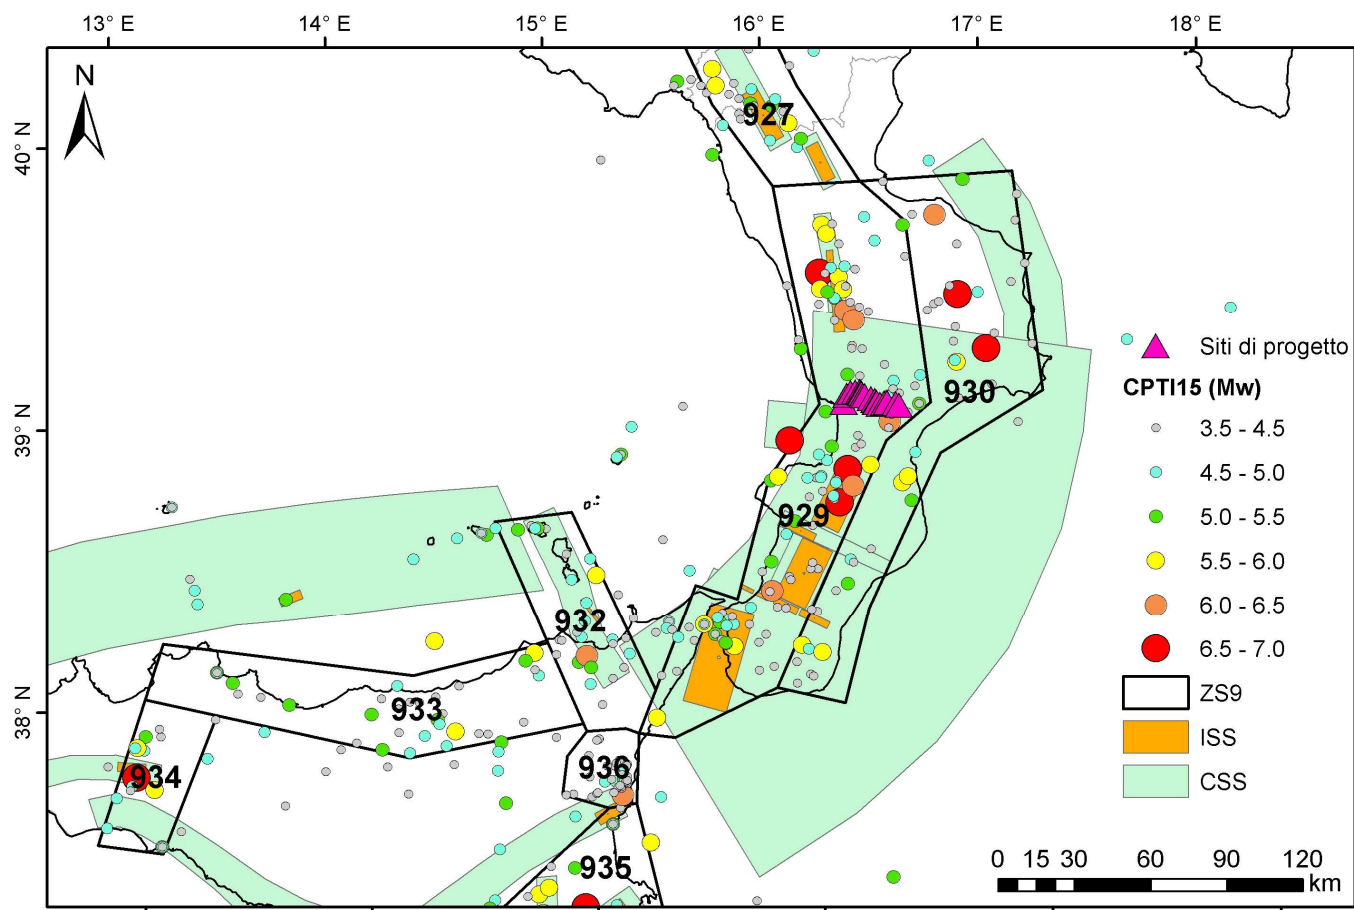 13° E 14° E 15° E 16° E 17° E 18° E
N
40° N
39° N
38° N
927
930
929
932
933
934
936
935
Siti di progetto
CPTI15 (Mw)
3.5 - 4.5
4.5 - 5.0
5.0 - 5.5
5.5 - 6.0
6.0 - 6.5
6.5 - 7.0
ZS9
ISS
CSS
0 15 30 60 90 120
km